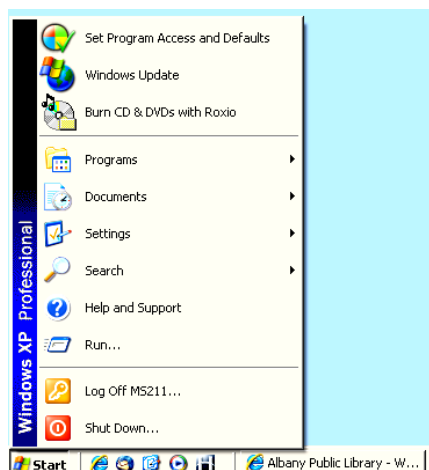 Set Program Access and Defaults
Windows Update
Burn CD & DVDs with Roxio
Programs
Documents
Settings
Search
Help and Support
Run...
Log Off MS211...
Shut Down...
Windows XP Professional
Start
Albany Public Library - W...